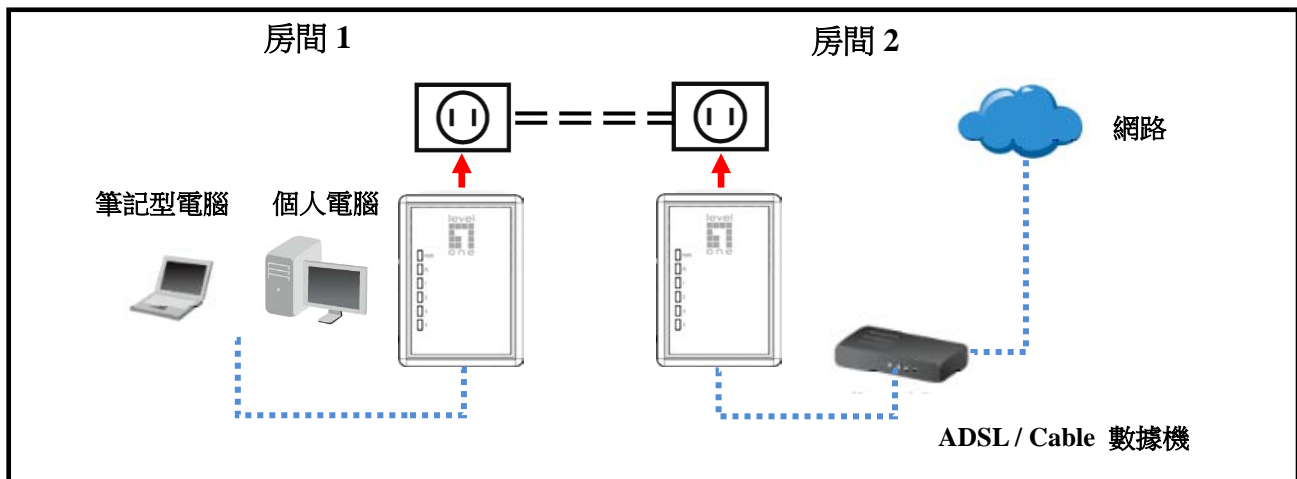 房間 1
房間 2
網路
筆記型電腦
個人電腦
level
one
level
one
ADSL / Cable 數據機